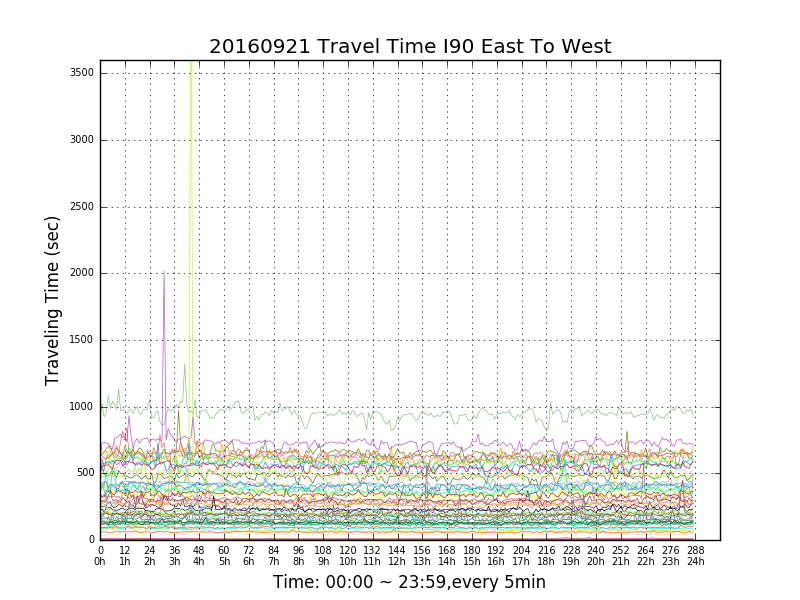 20160921 Travel Time I90 East To West
Traveling Time (sec)
3500
3000
2500
2000
1500
1000
500
0
0 12 24 36 48 60 72 84 96 108 120 132 144 156 168 180 192 204 216 228 240 252 264 276 288
0h 1h 2h 3h 4h 5h 6h 7h 8h 9h 10h 11h 12h 13h 14h 15h 16h 17h 18h 19h 20h 21h 22h 23h 24h
Time: 00:00 ~ 23:59,every 5min